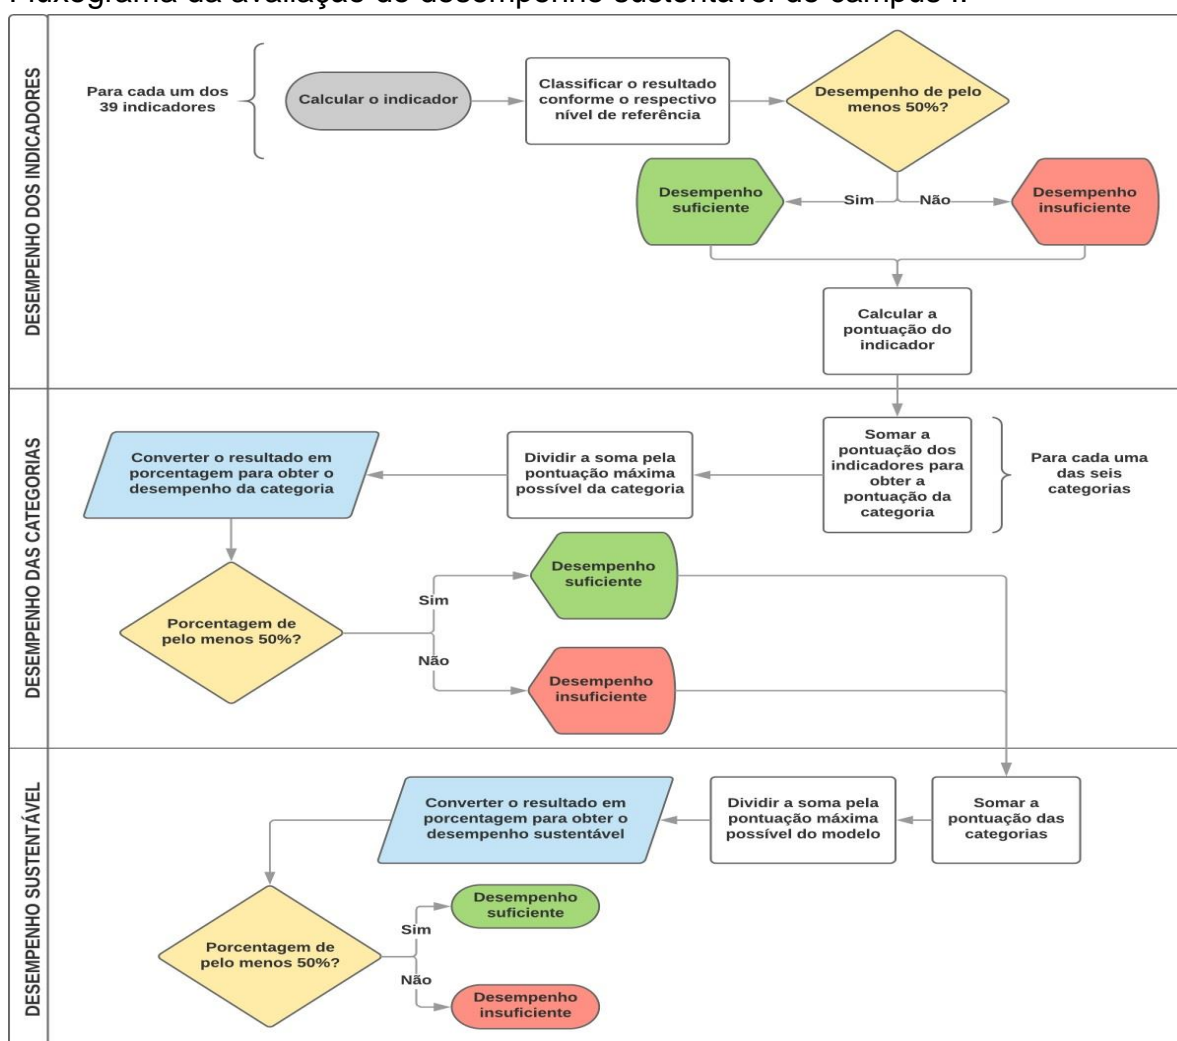 Fluxograma da avaliação do desempenho sustentável do campus I.
DESEMPENHO DOS INDICADORES
Para cada um dos
39 indicadores
Calcular o indicador
Classificar o resultado
conforme o respectivo
nível de referência
Desempenho de pelo
menos 50%?
Desempenho
suficiente
Sim
Não
Desempenho
insuficiente
Calcular a
pontuação do
indicador
DESEMPENHO DAS CATEGORIAS
Converter o resultado em
porcentagem para obter o
desempenho da categoria
Dividir a soma pela
pontuação máxima
possível da categoria
Somar a
pontuação dos
indicadores para
obter a
pontuação da
categoria
Para cada uma
das seis
categorias
Porcentagem de
pelo menos 50%?
Sim
Não
Desempenho
suficiente
Desempenho
insuficiente
DESEMPENHO SUSTENTÁVEL
Converter o resultado em
porcentagem para obter o
desempenho sustentável
Dividir a soma pela
pontuação máxima
possível do modelo
Somar a
pontuação das
categorias
Porcentagem de
pelo menos 50%?
Sim
Não
Desempenho
suficiente
Desempenho
insuficiente